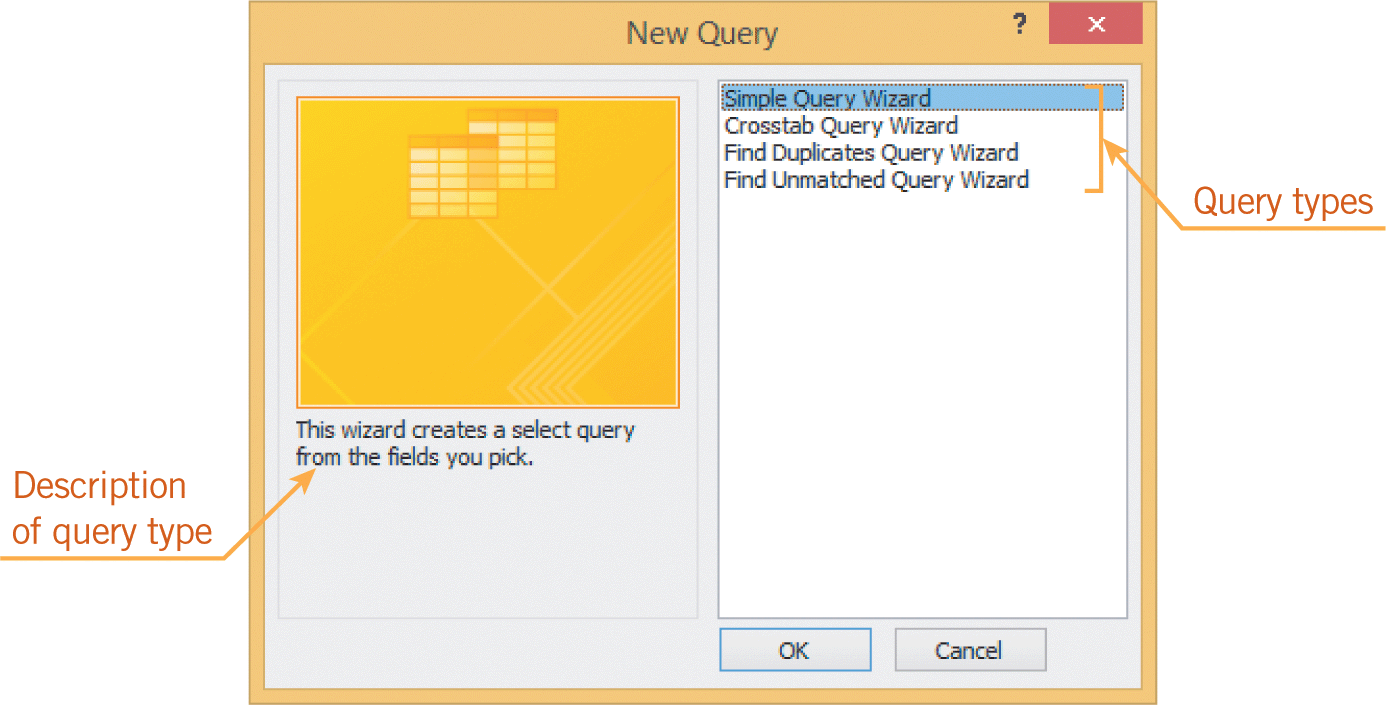 New Query
?
Simple Query Wizard
Crosstab Query Wizard
Find Duplicates Query Wizard
Find Unmatched Query Wizard
Query types
This wizard creates a select query
from the fields you pick.
Description
of query type
OK
Cancel